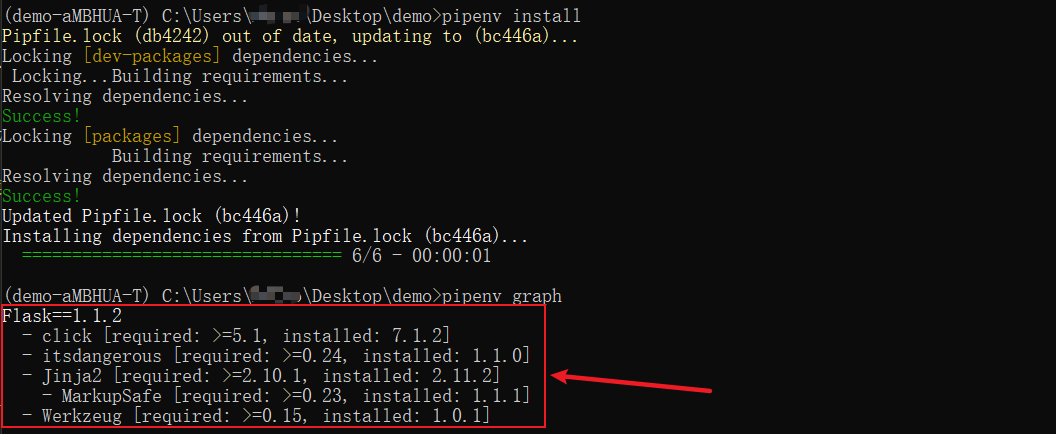 (demo-aMBHUA-T) C:\Users\ \Desktop\demo>pipenv install
Pipfile.lock (db4242) out of date, updating to (bc446a)...
Locking [dev-packages] dependencies...
Locking...Building requirements...
Resolving dependencies...
Success!
Locking [packages] dependencies...
Building requirements...
Resolving dependencies...
Success!
Updated Pipfile.lock (bc446a)!
Installing dependencies from Pipfile.lock (bc446a)...
================================ 6/6 - 00:00:01
(demo-aMBHUA-T) C:\Users\ \Desktop\demo>pipenv graph
Flask==1.1.2
- click [required: >=5.1, installed: 7.1.2]
- itsdangerous [required: >=0.24, installed: 1.1.0]
- Jinja2 [required: >=2.10.1, installed: 2.11.2]
- MarkupSafe [required: >=0.23, installed: 1.1.1]
- Werkzeug [required: >=0.15, installed: 1.0.1]